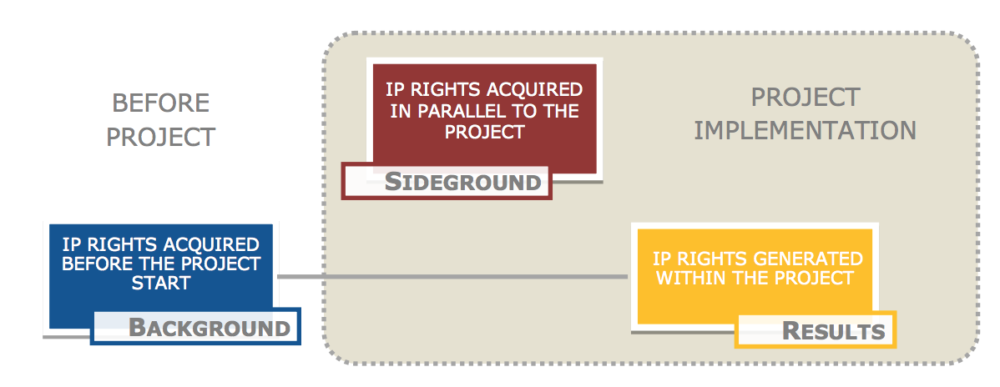 BEFORE
PROJECT
IP RIGHTS ACQUIRED
IN PARALLEL TO THE
PROJECT
SIDEGROUND
PROJECT
IMPLEMENTATION
IP RIGHTS ACQUIRED
BEFORE THE PROJECT
START
BACKGROUND
IP RIGHTS GENERATED
WITHIN THE PROJECT
RESULTS